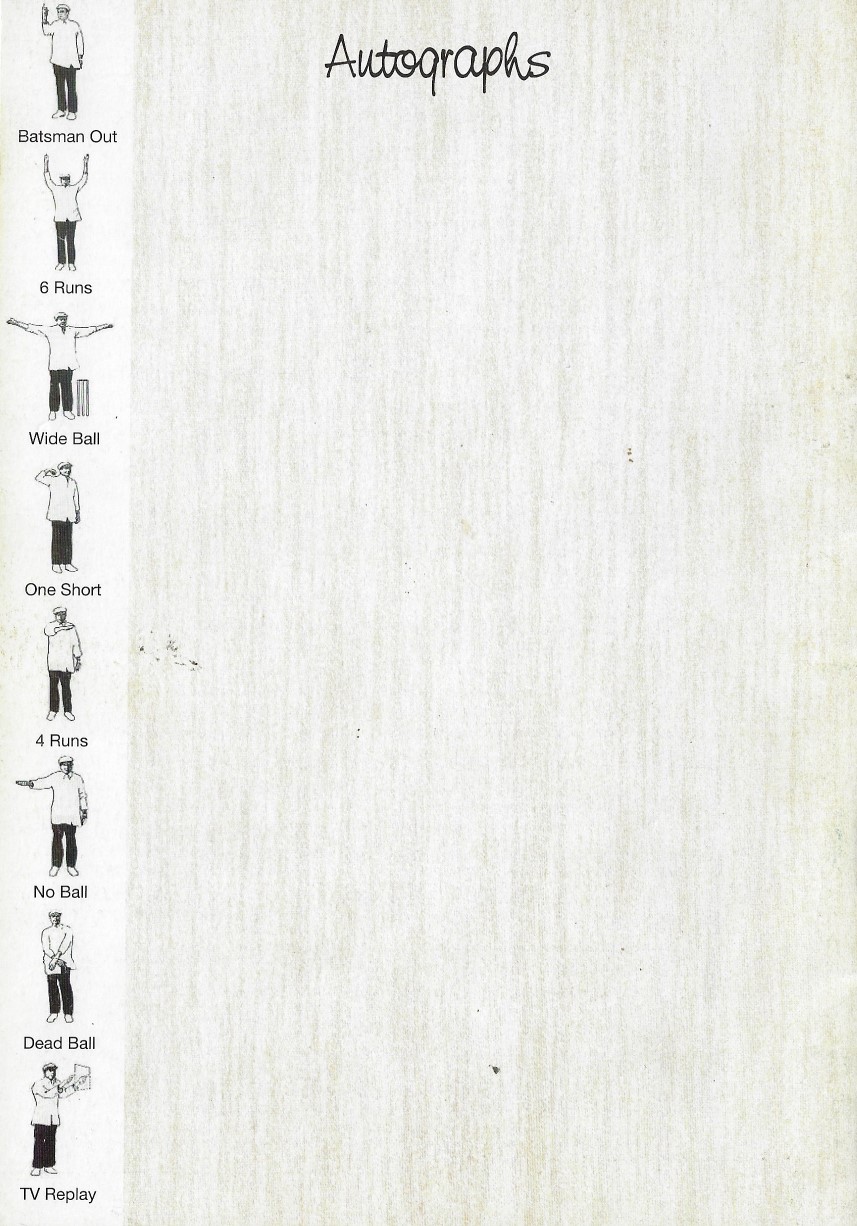 Autographs
Batsman Out
6 Runs
Wide Ball
One Short
4 Runs
No Ball
Dead Ball
TV Replay